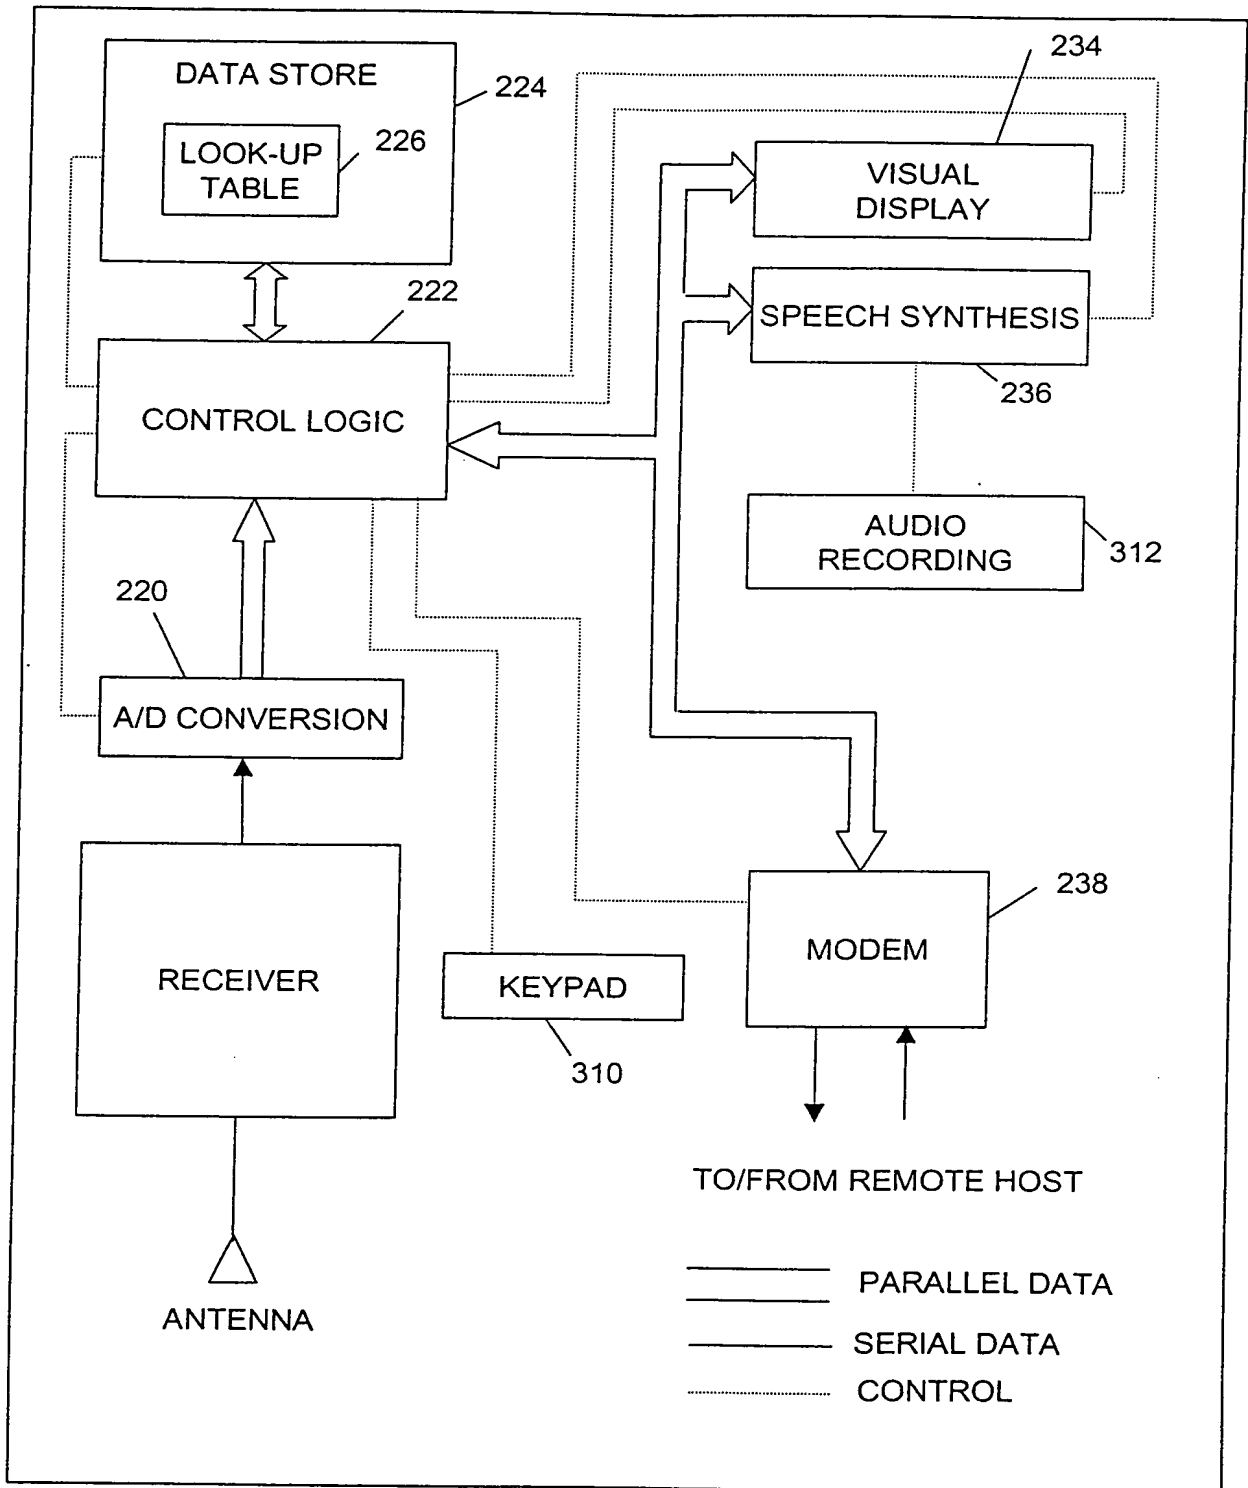 DATA STORE
224
LOOK-UP
TABLE
226
234
VISUAL
DISPLAY
222
SPEECH SYNTHESIS
236
CONTROL LOGIC
AUDIO
RECORDING
312
220
A/D CONVERSION
238
MODEM
RECEIVER
KEYPAD
310
TO/FROM REMOTE HOST
ANTENNA
PARALLEL DATA
SERIAL DATA
CONTROL